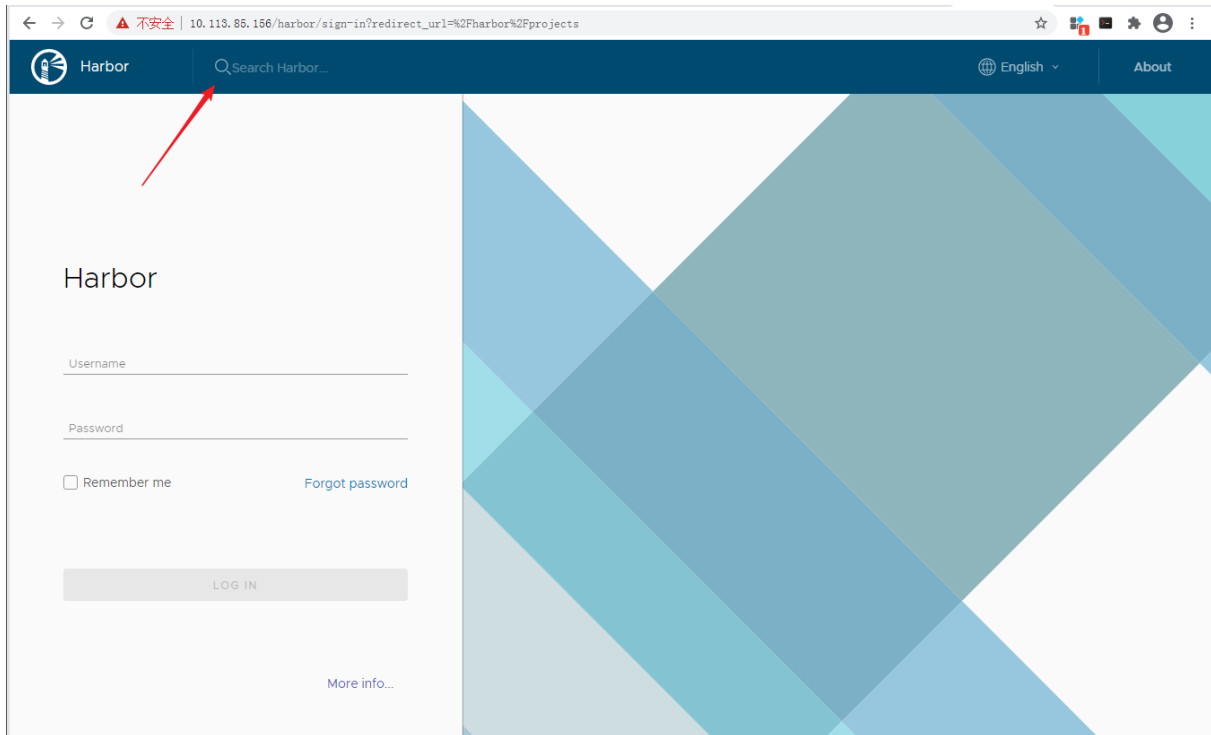 不安全 10.113.85.156/harbor/sign-in?redirect_url=%2Fharbor%2Fprojects
1
Harbor Search Harbor... English About
Harbor
Username
Password
Remember me Forgot password
LOG IN
More info...